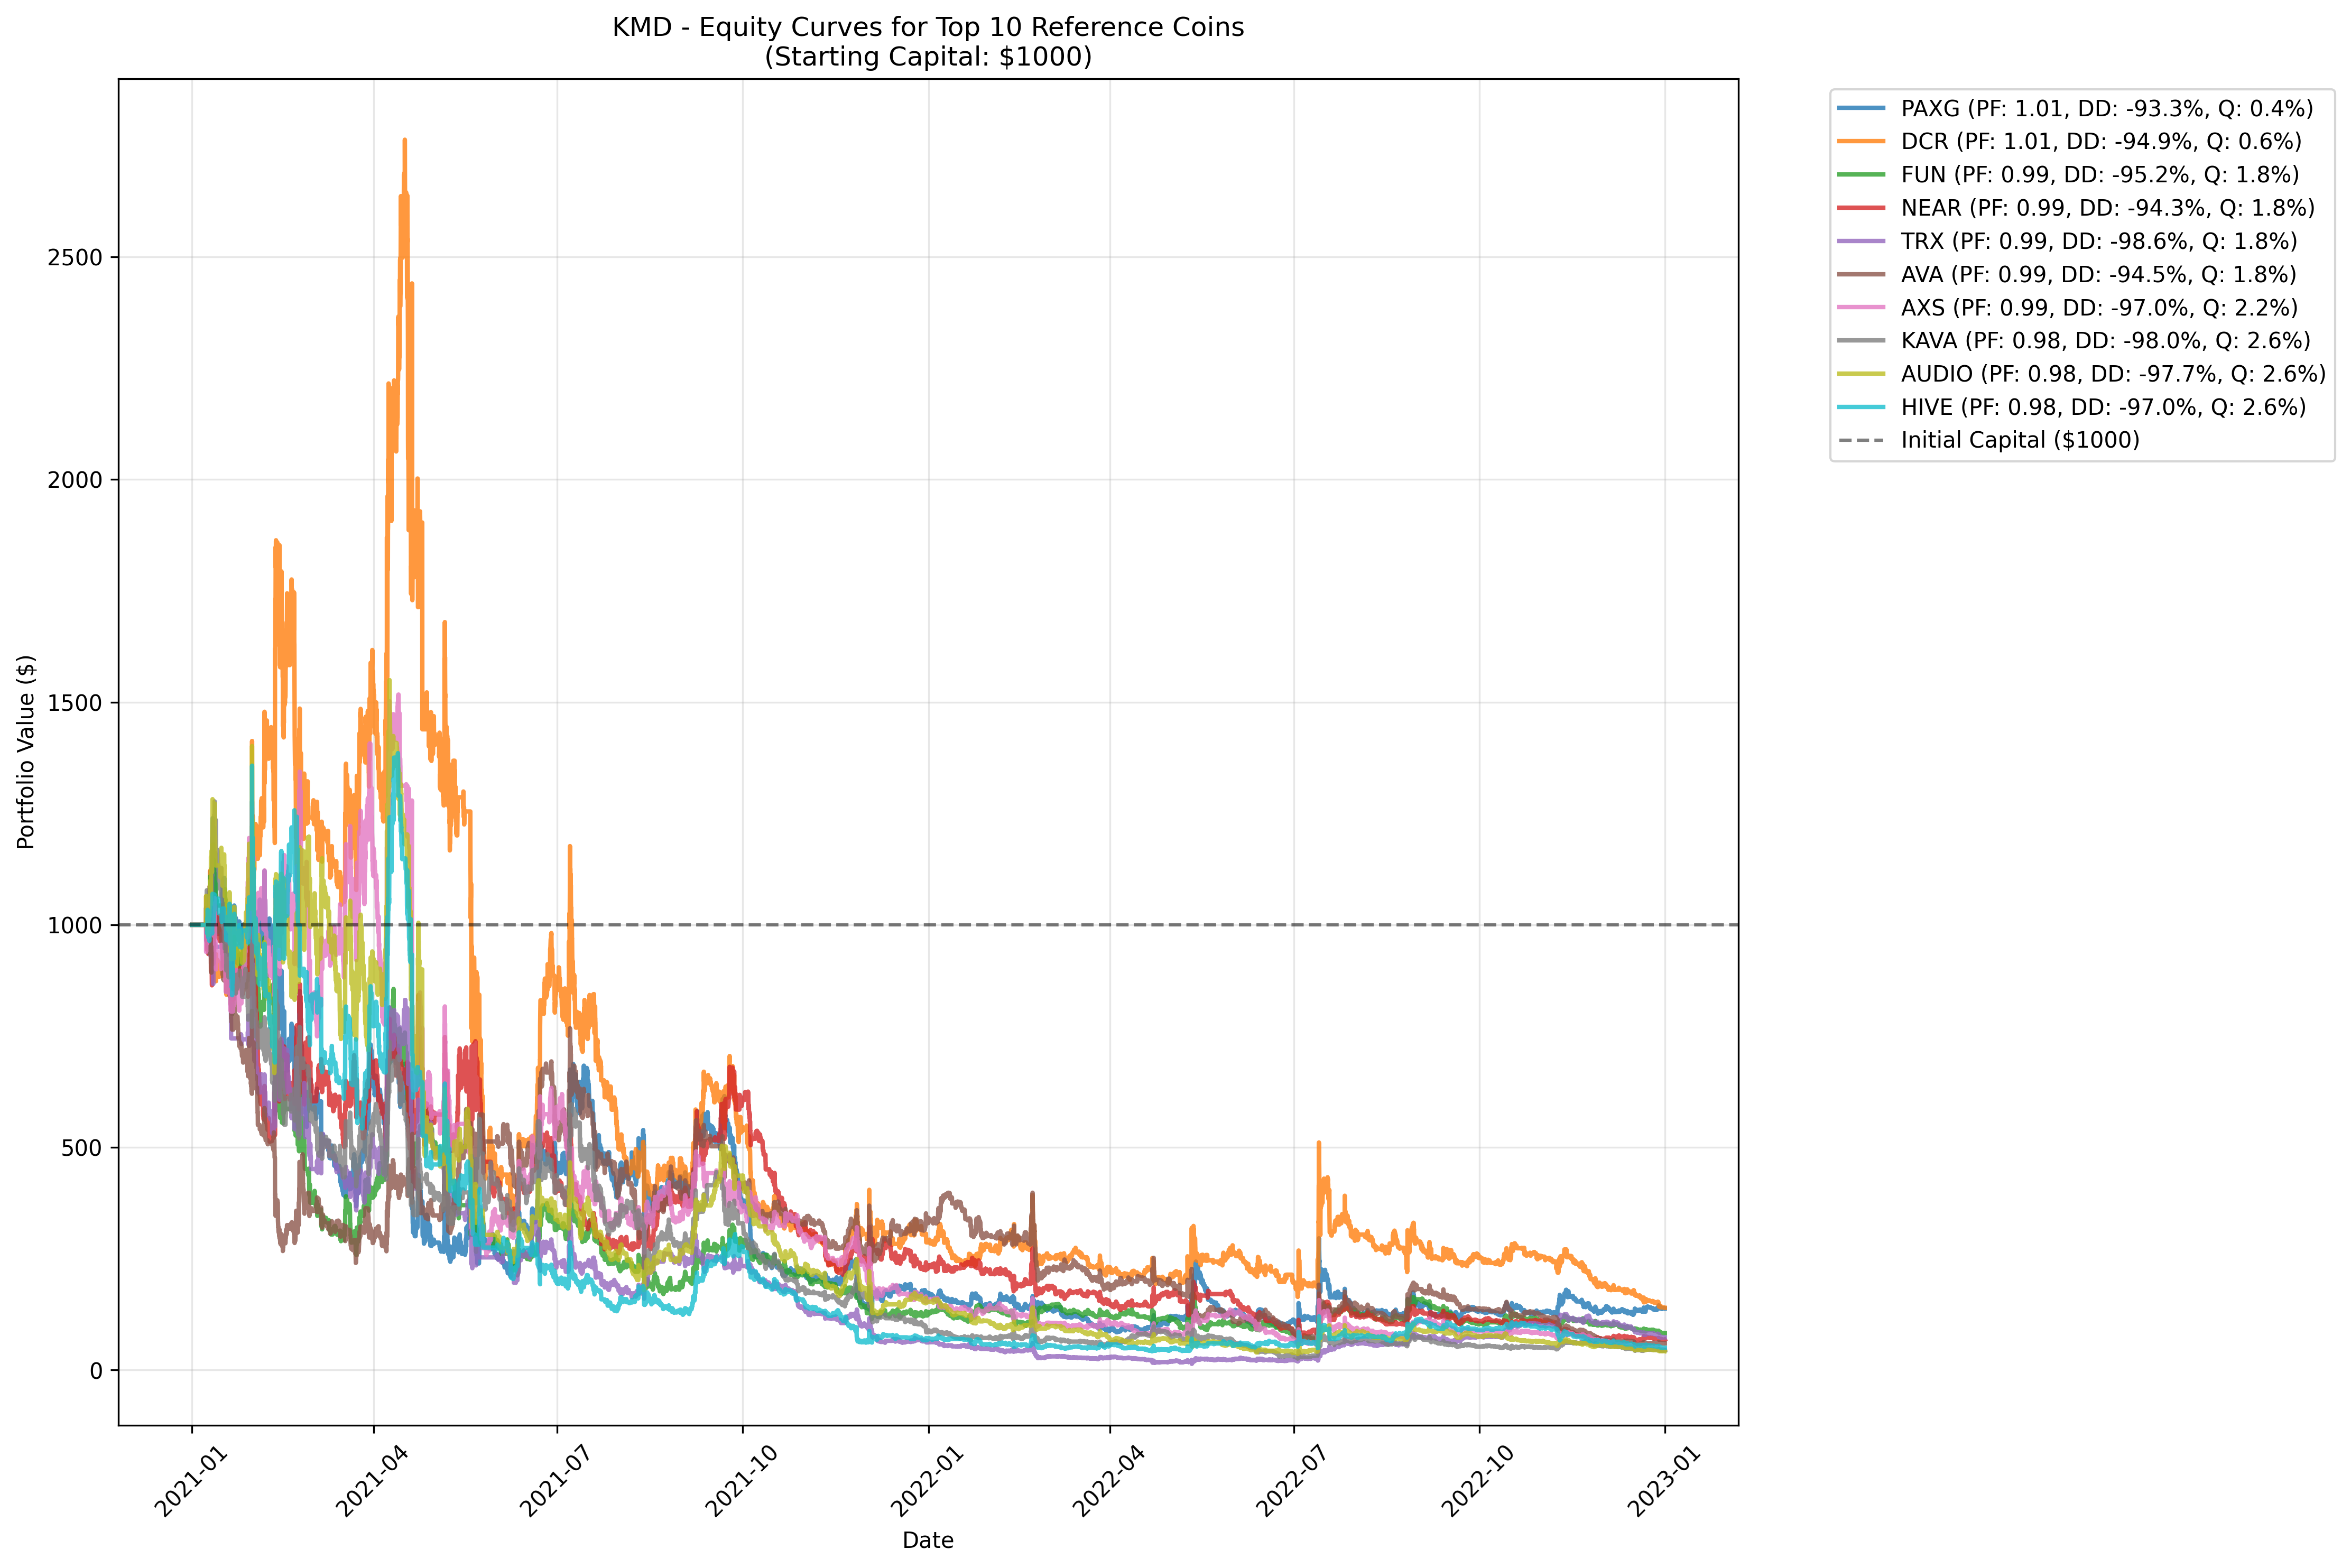 KMD - Equity Curves for Top 10 Reference Coins
(Starting Capital: $1000)
PAXG (PF: 1.01, DD: -93.3%, Q: 0.4%)
DCR (PF: 1.01, DD: -94.9%, Q: 0.6%)
FUN (PF: 0.99, DD: -95.2%, Q: 1.8%)
NEAR (PF: 0.99, DD: -94.3%, Q: 1.8%)
TRX (PF: 0.99, DD: -98.6%, Q: 1.8%)
AVA (PF: 0.99, DD: -94.5%, Q: 1.8%)
AXS (PF: 0.99, DD: -97.0%, Q: 2.2%)
KAVA (PF: 0.98, DD: -98.0%, Q: 2.6%)
AUDIO (PF: 0.98, DD: -97.7%, Q: 2.6%)
HIVE (PF: 0.98, DD: -97.0%, Q: 2.6%)
Initial Capital ($1000)
Portfolio Value ($)
2500
2000
1500
1000
500
0
2021-01
2021-04
2021-07
2021-10
2022-01
2022-04
2022-07
2022-10
2023-01
Date